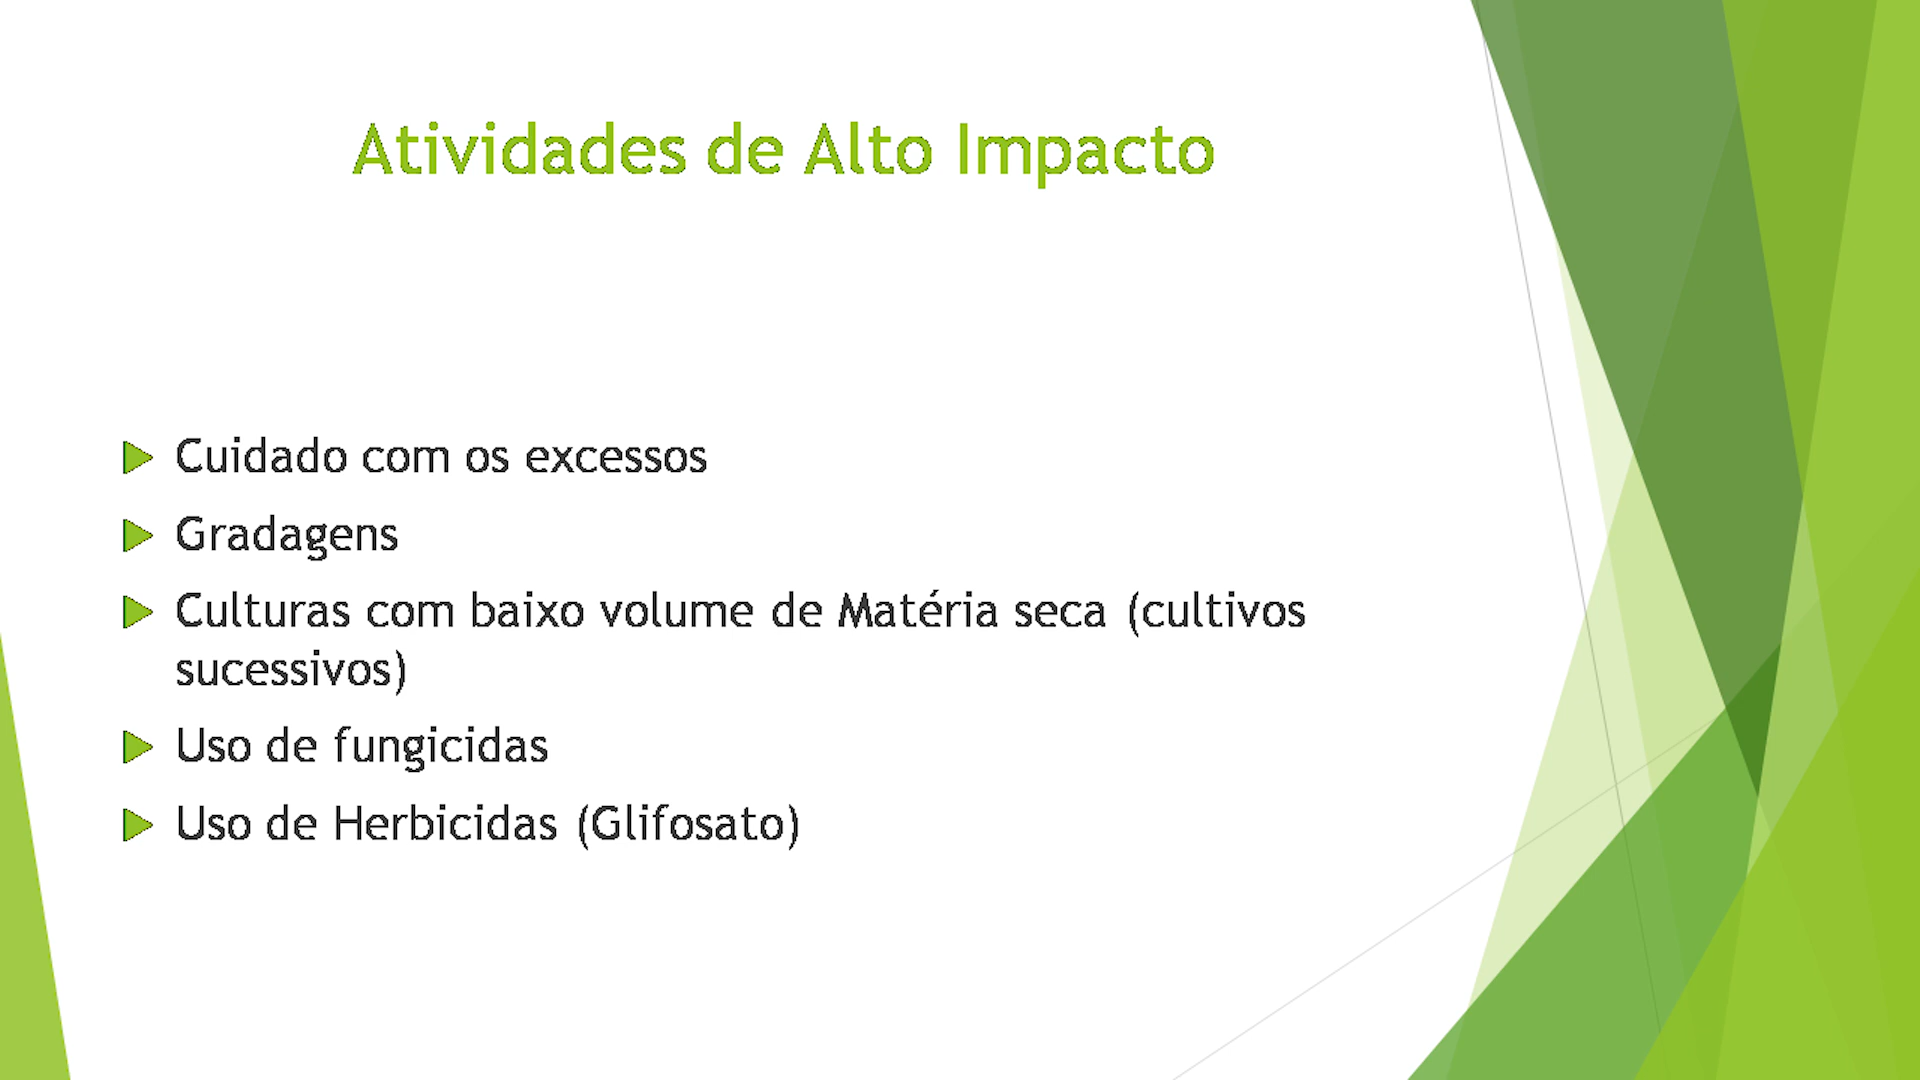 Atividades de Alto Impacto
Cuidado com os excessos
Gradagens
Culturas com baixo volume de Matéria seca (cultivos
sucessivos)
Uso de fungicidas
Uso de Herbicidas (Glifosato)